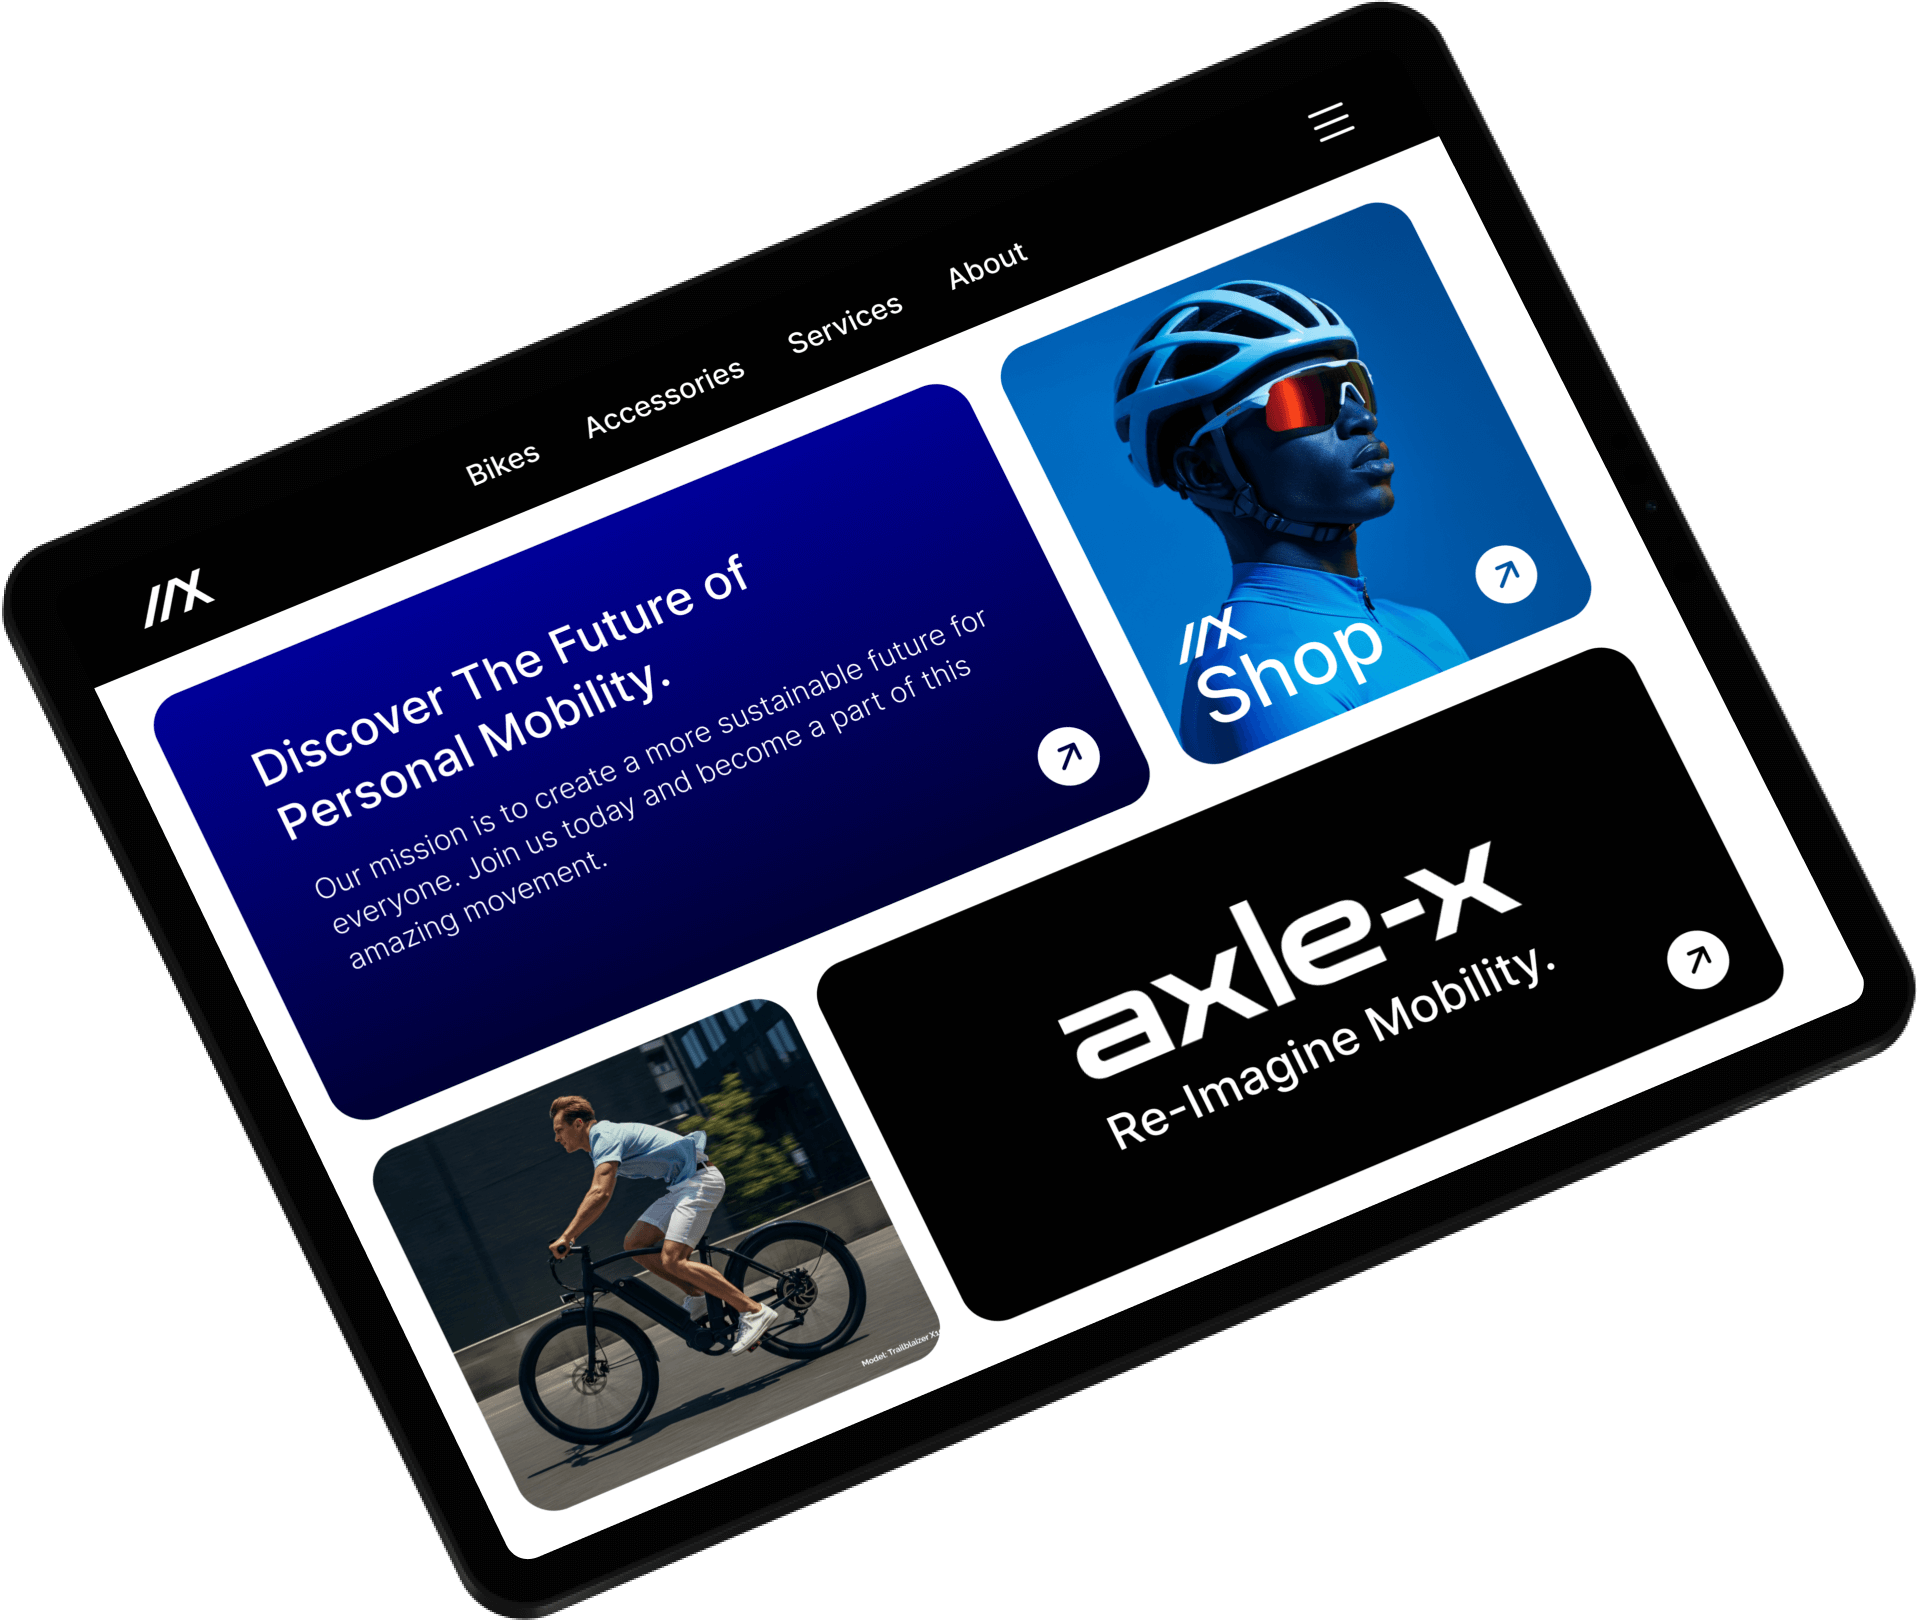 Bikes
Accessories
Services
About
Discover The Future of
Personal Mobility.
Our mission is to create a more sustainable future for
everyone. Join us today and become a part of this
amazing movement.
Shop
axle-x
Re-Imagine Mobility.
Model: Trailblaizer